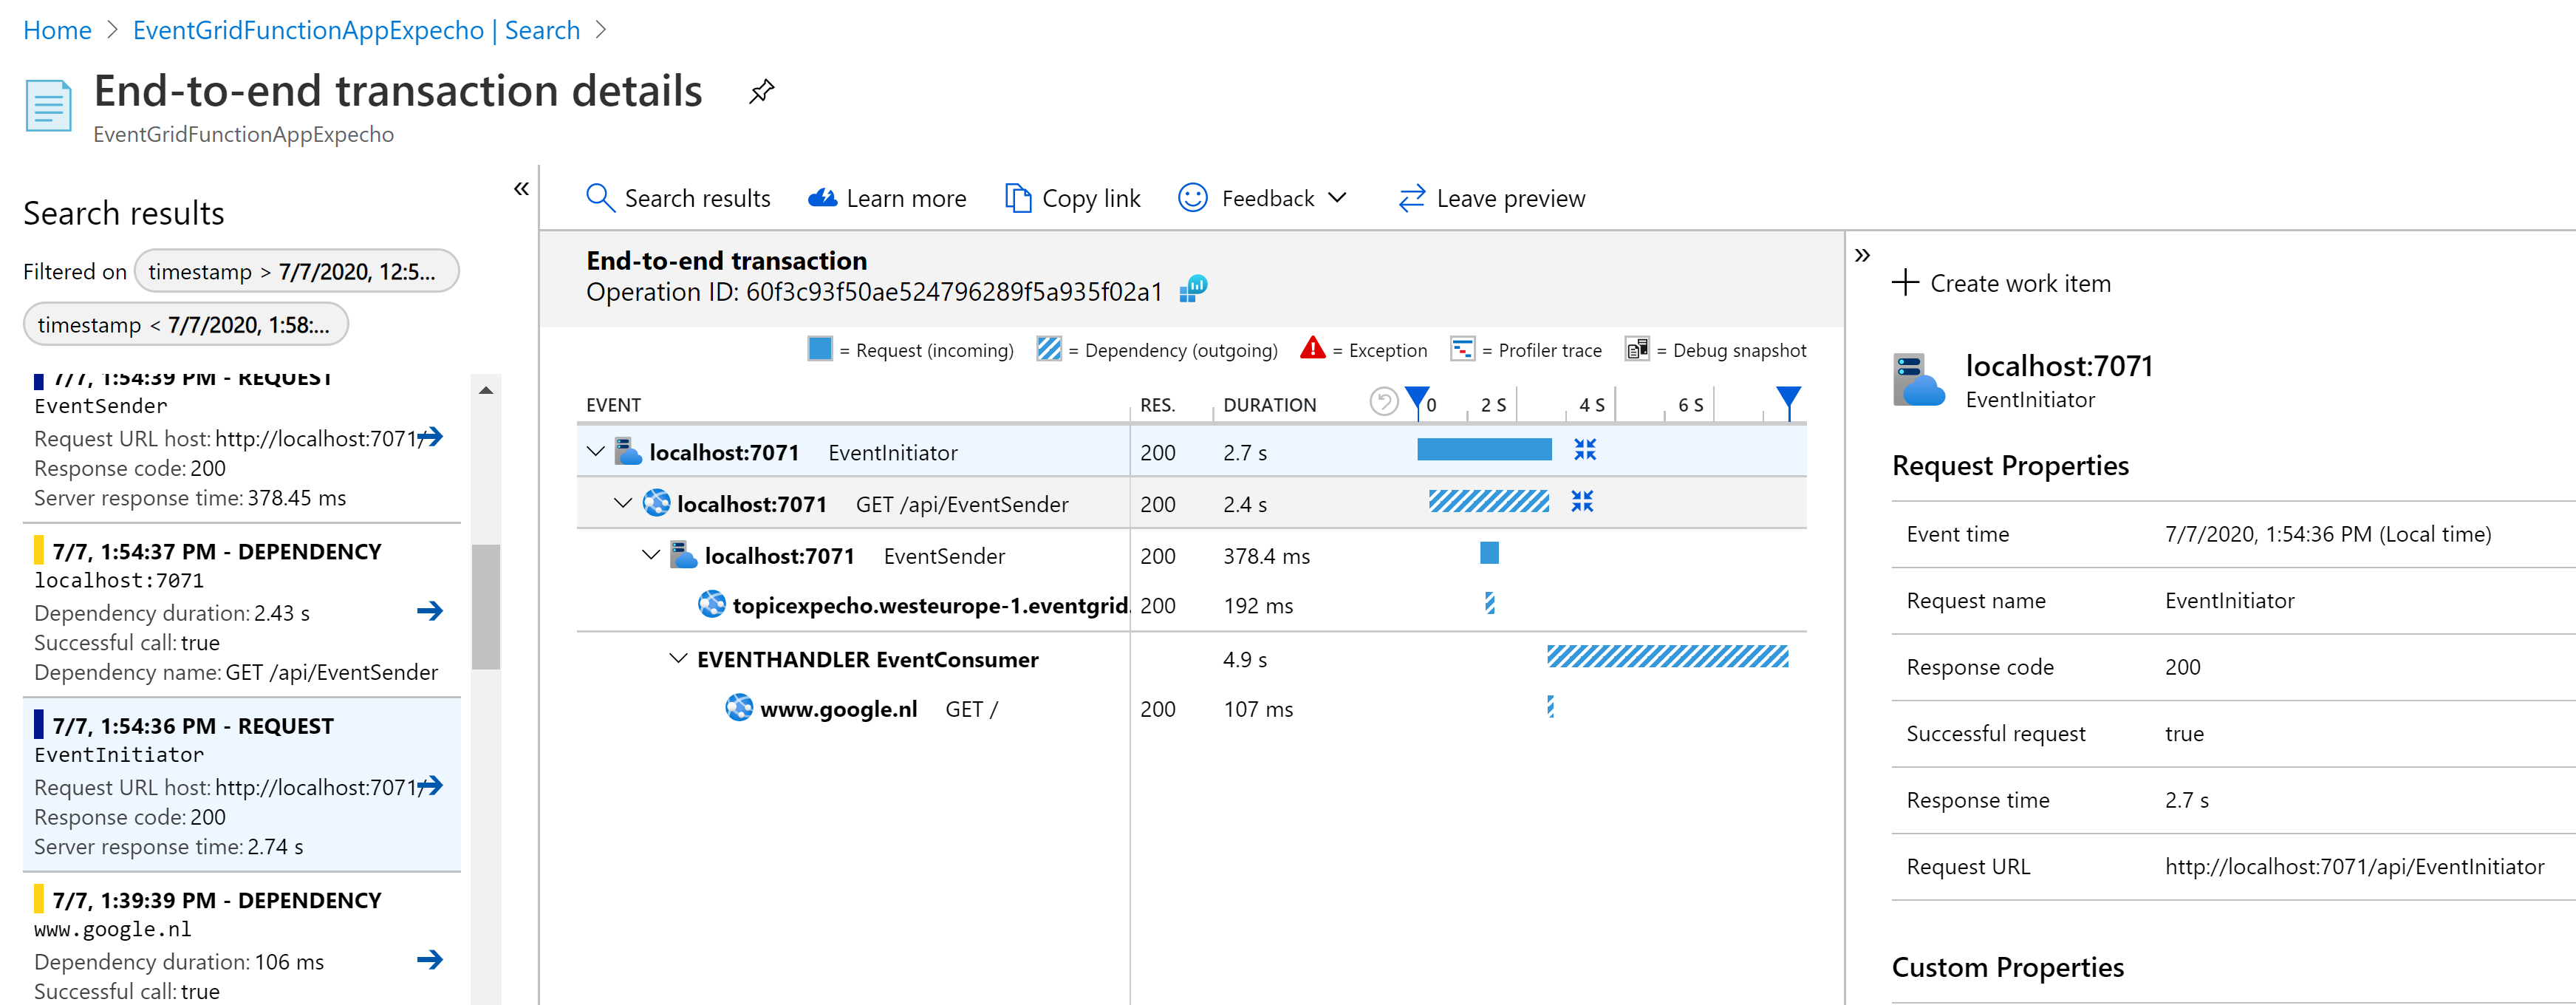 Home > EventGridFunctionAppExpecho | Search >
End-to-end transaction details
EventGridFunctionAppExpecho
«
Search results
Filtered on timestamp > 7/7/2020, 12:5...
timestamp < 7/7/2020, 1:58:...
7/7, 1:54:39 PM - REQUEST
EventSender
Request URL host: http://localhost:7071/
Response code: 200
Server response time: 378.45 ms
7/7, 1:54:37 PM - DEPENDENCY
localhost:7071
Dependency duration: 2.43 s
Successful call: true
Dependency name: GET /api/EventSender
7/7, 1:54:36 PM - REQUEST
EventInitiator
Request URL host: http://localhost:7071/
Response code: 200
Server response time: 2.74 s
7/7, 1:39:39 PM - DEPENDENCY
www.google.nl
Dependency duration: 106 ms
Successful call: true
Search results Learn more Copy link Feedback Leave preview
End-to-end transaction
Operation ID: 60f3c93f50ae524796289f5a935f02a1
= Request (incoming) = Dependency (outgoing) = Exception = Profiler trace = Debug snapshot
EVENT RES. DURATION 0 2 S 4 S 6 S
localhost:7071 EventInitiator 200 2.7 s
localhost:7071 GET /api/EventSender 200 2.4 s
localhost:7071 EventSender 200 378.4 ms
topicexpecho.westeurope-1.eventgrid. 200 192 ms
EVENTHANDLER EventConsumer 4.9 s
www.google.nl GET / 200 107 ms
»
Create work item
localhost:7071
EventInitiator
Request Properties
Event time 7/7/2020, 1:54:36 PM (Local time)
Request name EventInitiator
Response code 200
Successful request true
Response time 2.7 s
Request URL http://localhost:7071/api/EventInitiator
Custom Properties